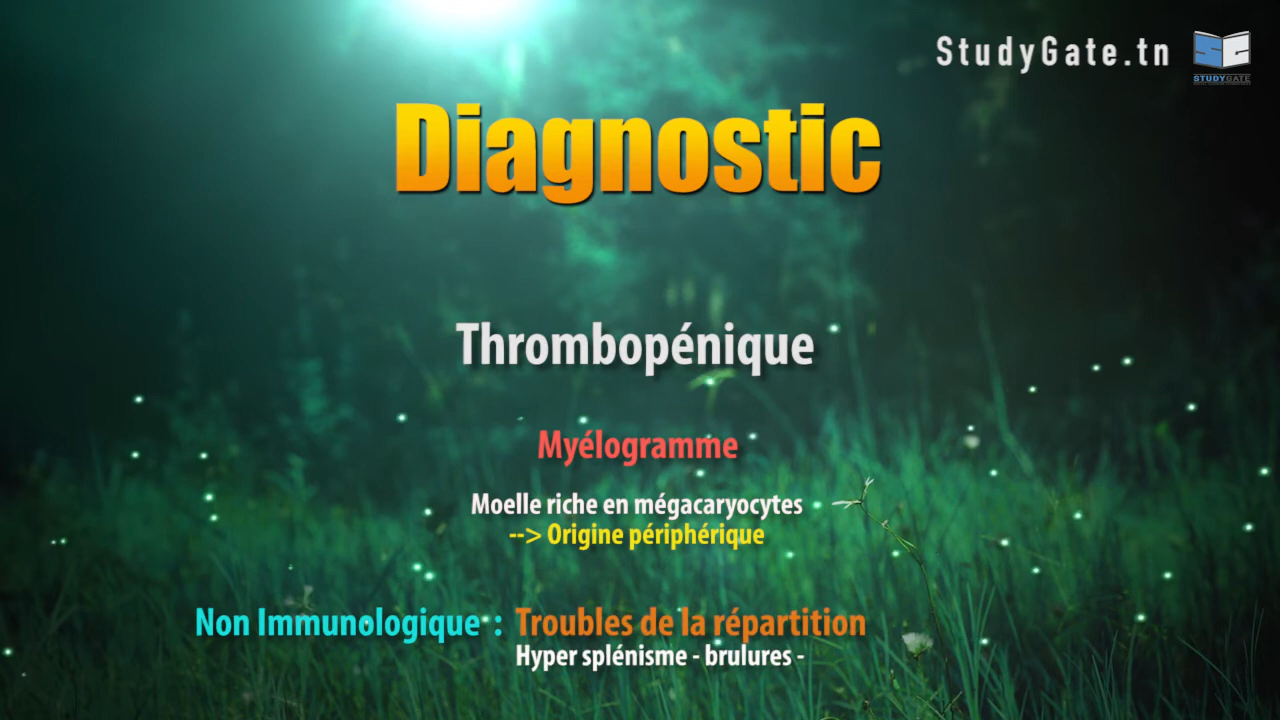 StudyGate.tn
STUDYGATE
Diagnostic
Thrombopénique
Myélogramme
Moelle riche en mégacaryocytes
--> Origine périphérique
Non Immunologique : Troubles de la répartition
Hyper splénisme - brulures -